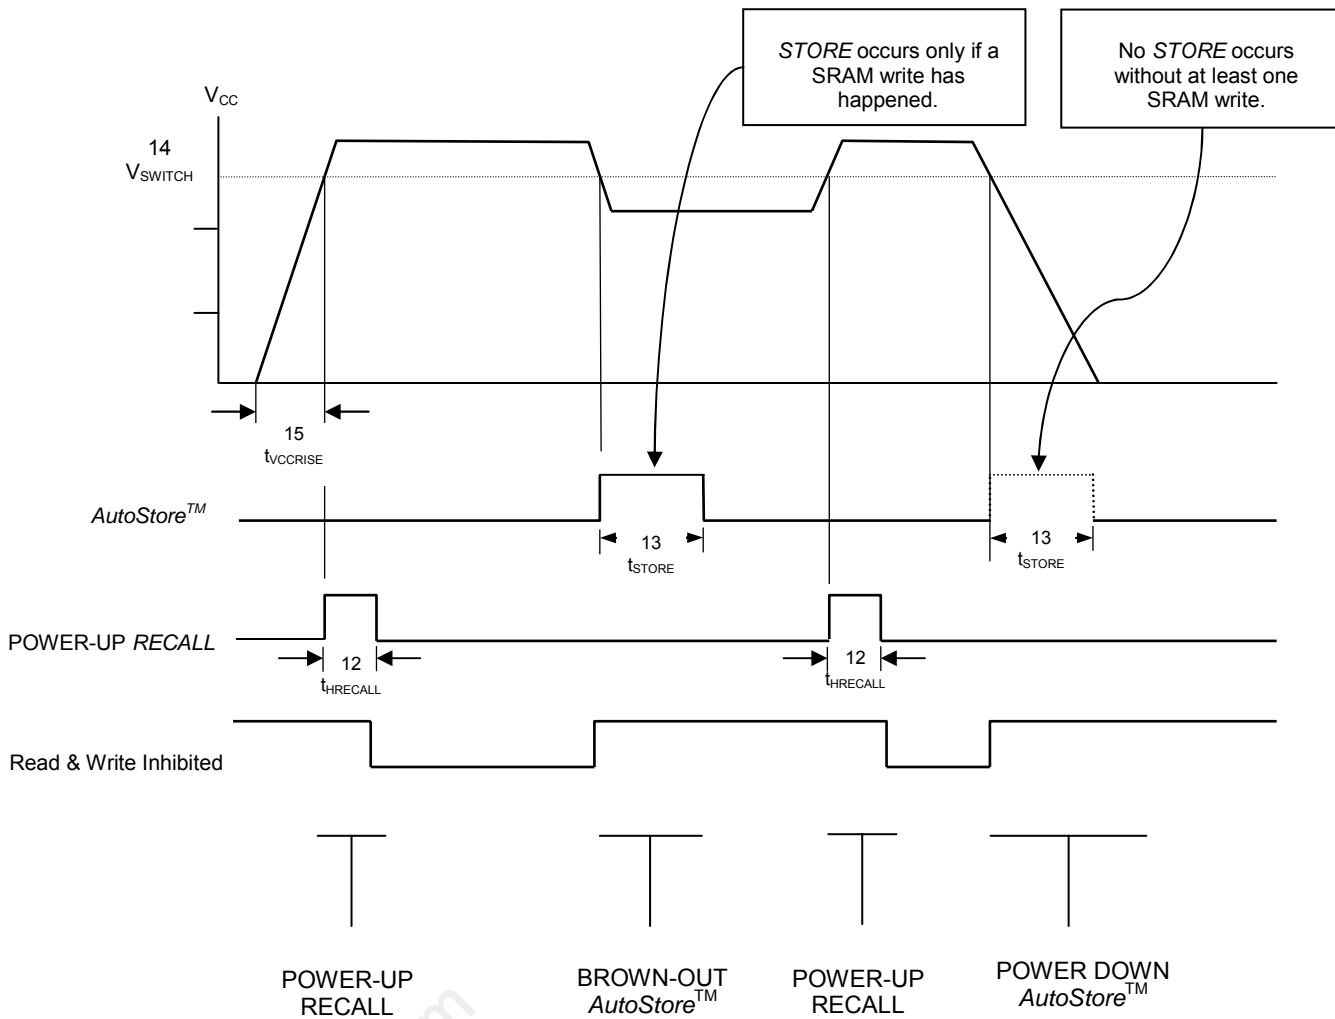 STORE occurs only if a
SRAM write has
happened.
No STORE occurs
without at least one
SRAM write.
VCC
14
VSWITCH
15
tVCCRISE
AutoStoreTM
13
tSTORE
13
tSTORE
POWER-UP RECALL
12
tHRECALL
12
tHRECALL
Read & Write Inhibited
POWER-UP
RECALL
BROWN-OUT
AutoStoreTM
POWER-UP
RECALL
POWER DOWN
AutoStoreTM